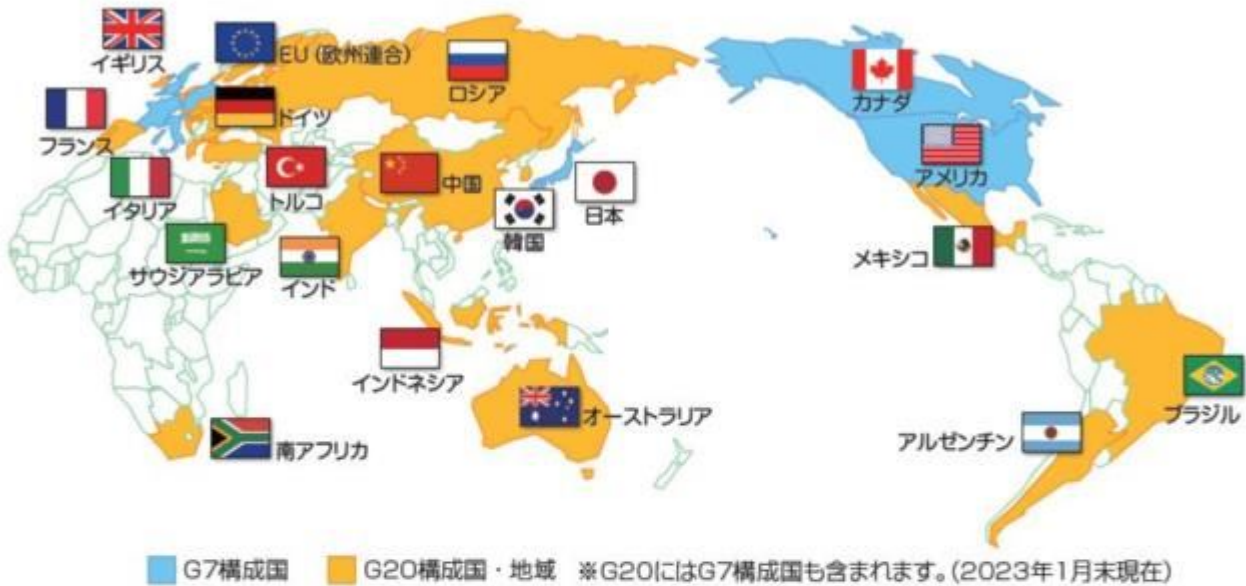 イギリス
EU(欧州連合)
ロシア
カナダ
フランス
ドイツ
アメリカ
イタリア
トルコ
中国
韓国
日本
サウジアラビア
インド
メキシコ
インドネシア
オーストラリア
ブラジル
南アフリカ
アルゼンチン
G7構成国
G20構成国・地域
※G20にはG7構成国も含まれます。(2023年1月末現在)